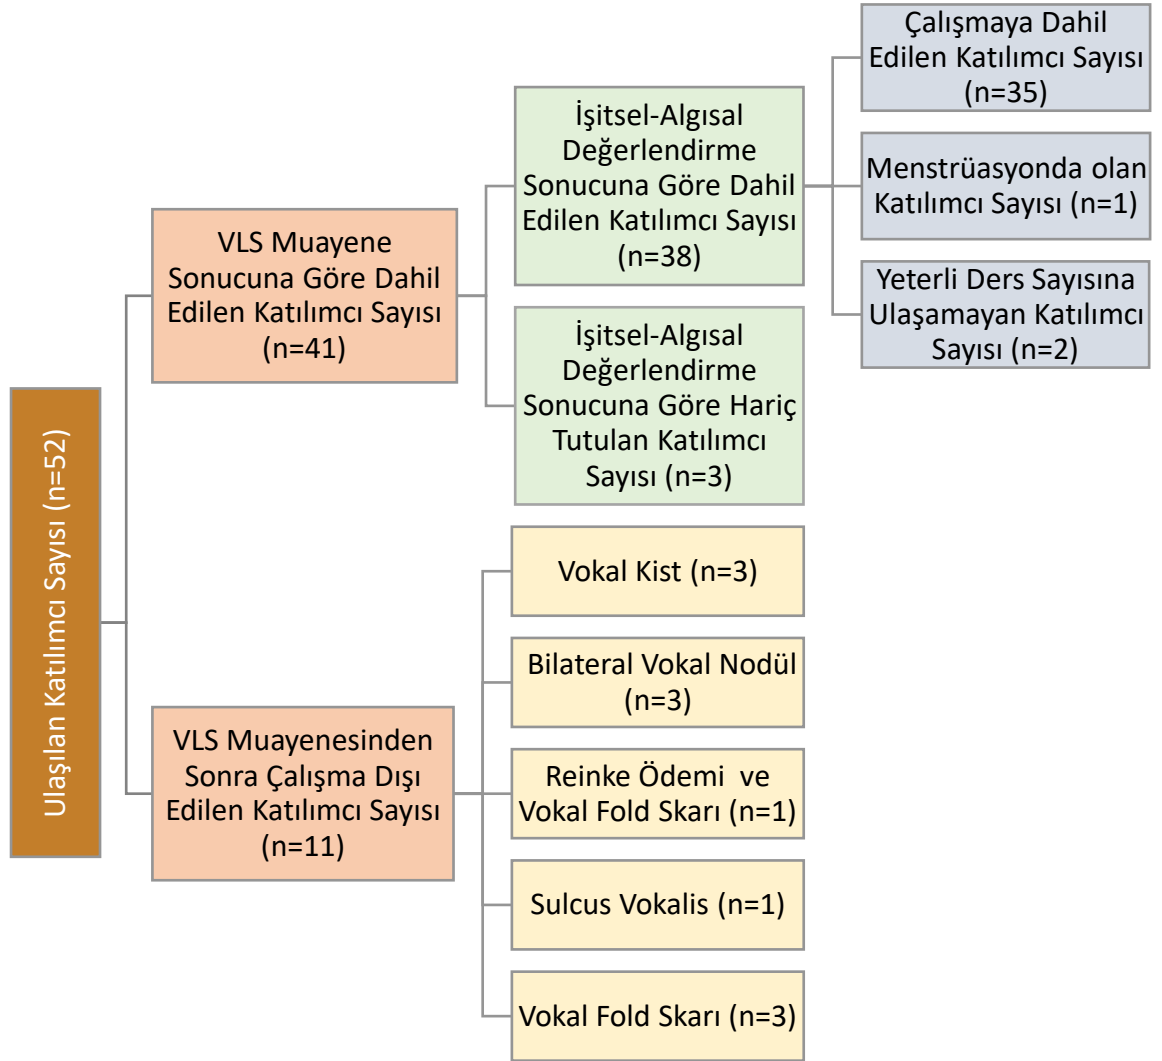 Ulaşılan Katılımcı Sayısı (n=52)
VLS Muayene
Sonucuna Göre Dahil
Edilen Katılımcı Sayısı
(n=41)
İşitsel-Algısal
Değerlendirme
Sonucuna Göre Dahil
Edilen Katılımcı Sayısı
(n=38)
Çalışmaya Dahil
Edilen Katılımcı Sayısı
(n=35)
Menstrüasyonda olan
Katılımcı Sayısı (n=1)
Yeterli Ders Sayısına
Ulaşamayan Katılımcı
Sayısı (n=2)
İşitsel-Algısal
Değerlendirme
Sonucuna Göre Hariç
Tutulan Katılımcı
Sayısı (n=3)
VLS Muayenesinden
Sonra Çalışma Dışı
Edilen Katılımcı Sayısı
(n=11)
Vokal Kist (n=3)
Bilateral Vokal Nodül
(n=3)
Reinke Ödemi ve
Vokal Fold Skarı (n=1)
Sulcus Vokalis (n=1)
Vokal Fold Skarı (n=3)